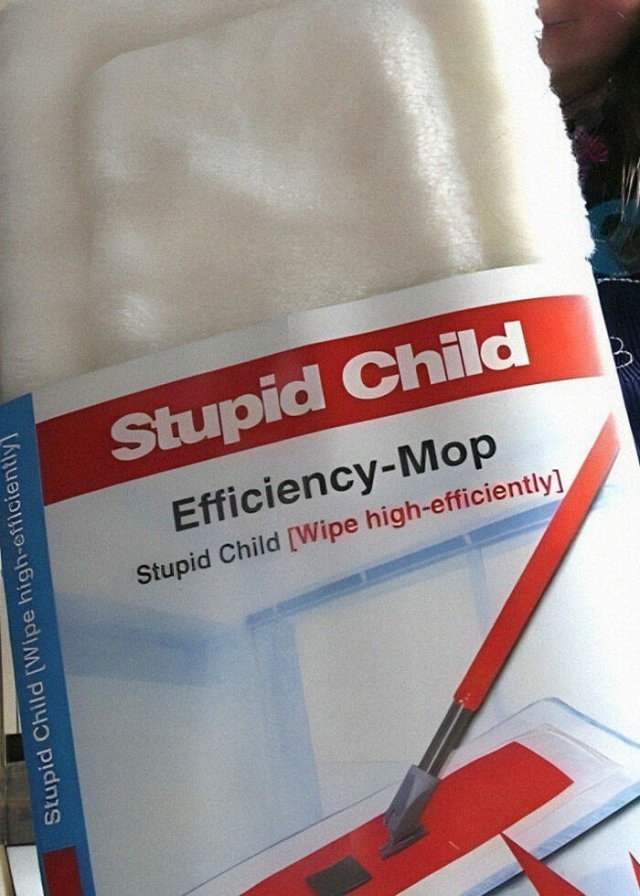 Stupid Child
Efficiency-Mop
Stupid Child [Wipe high-efficiently]
Stupid Child [Wipe high-efficiently]